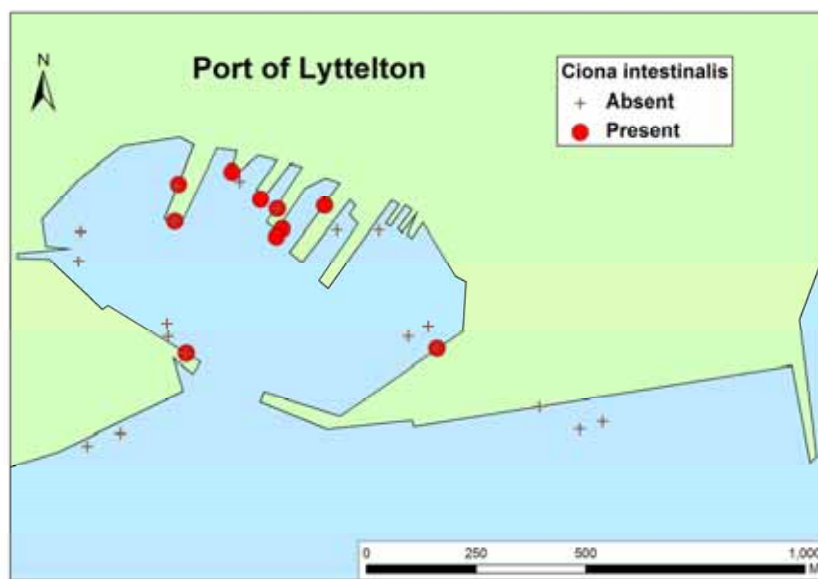 Port of Lyttelton
N
Ciona intestinalis
Absent
Present
0 250 500 1,000
M